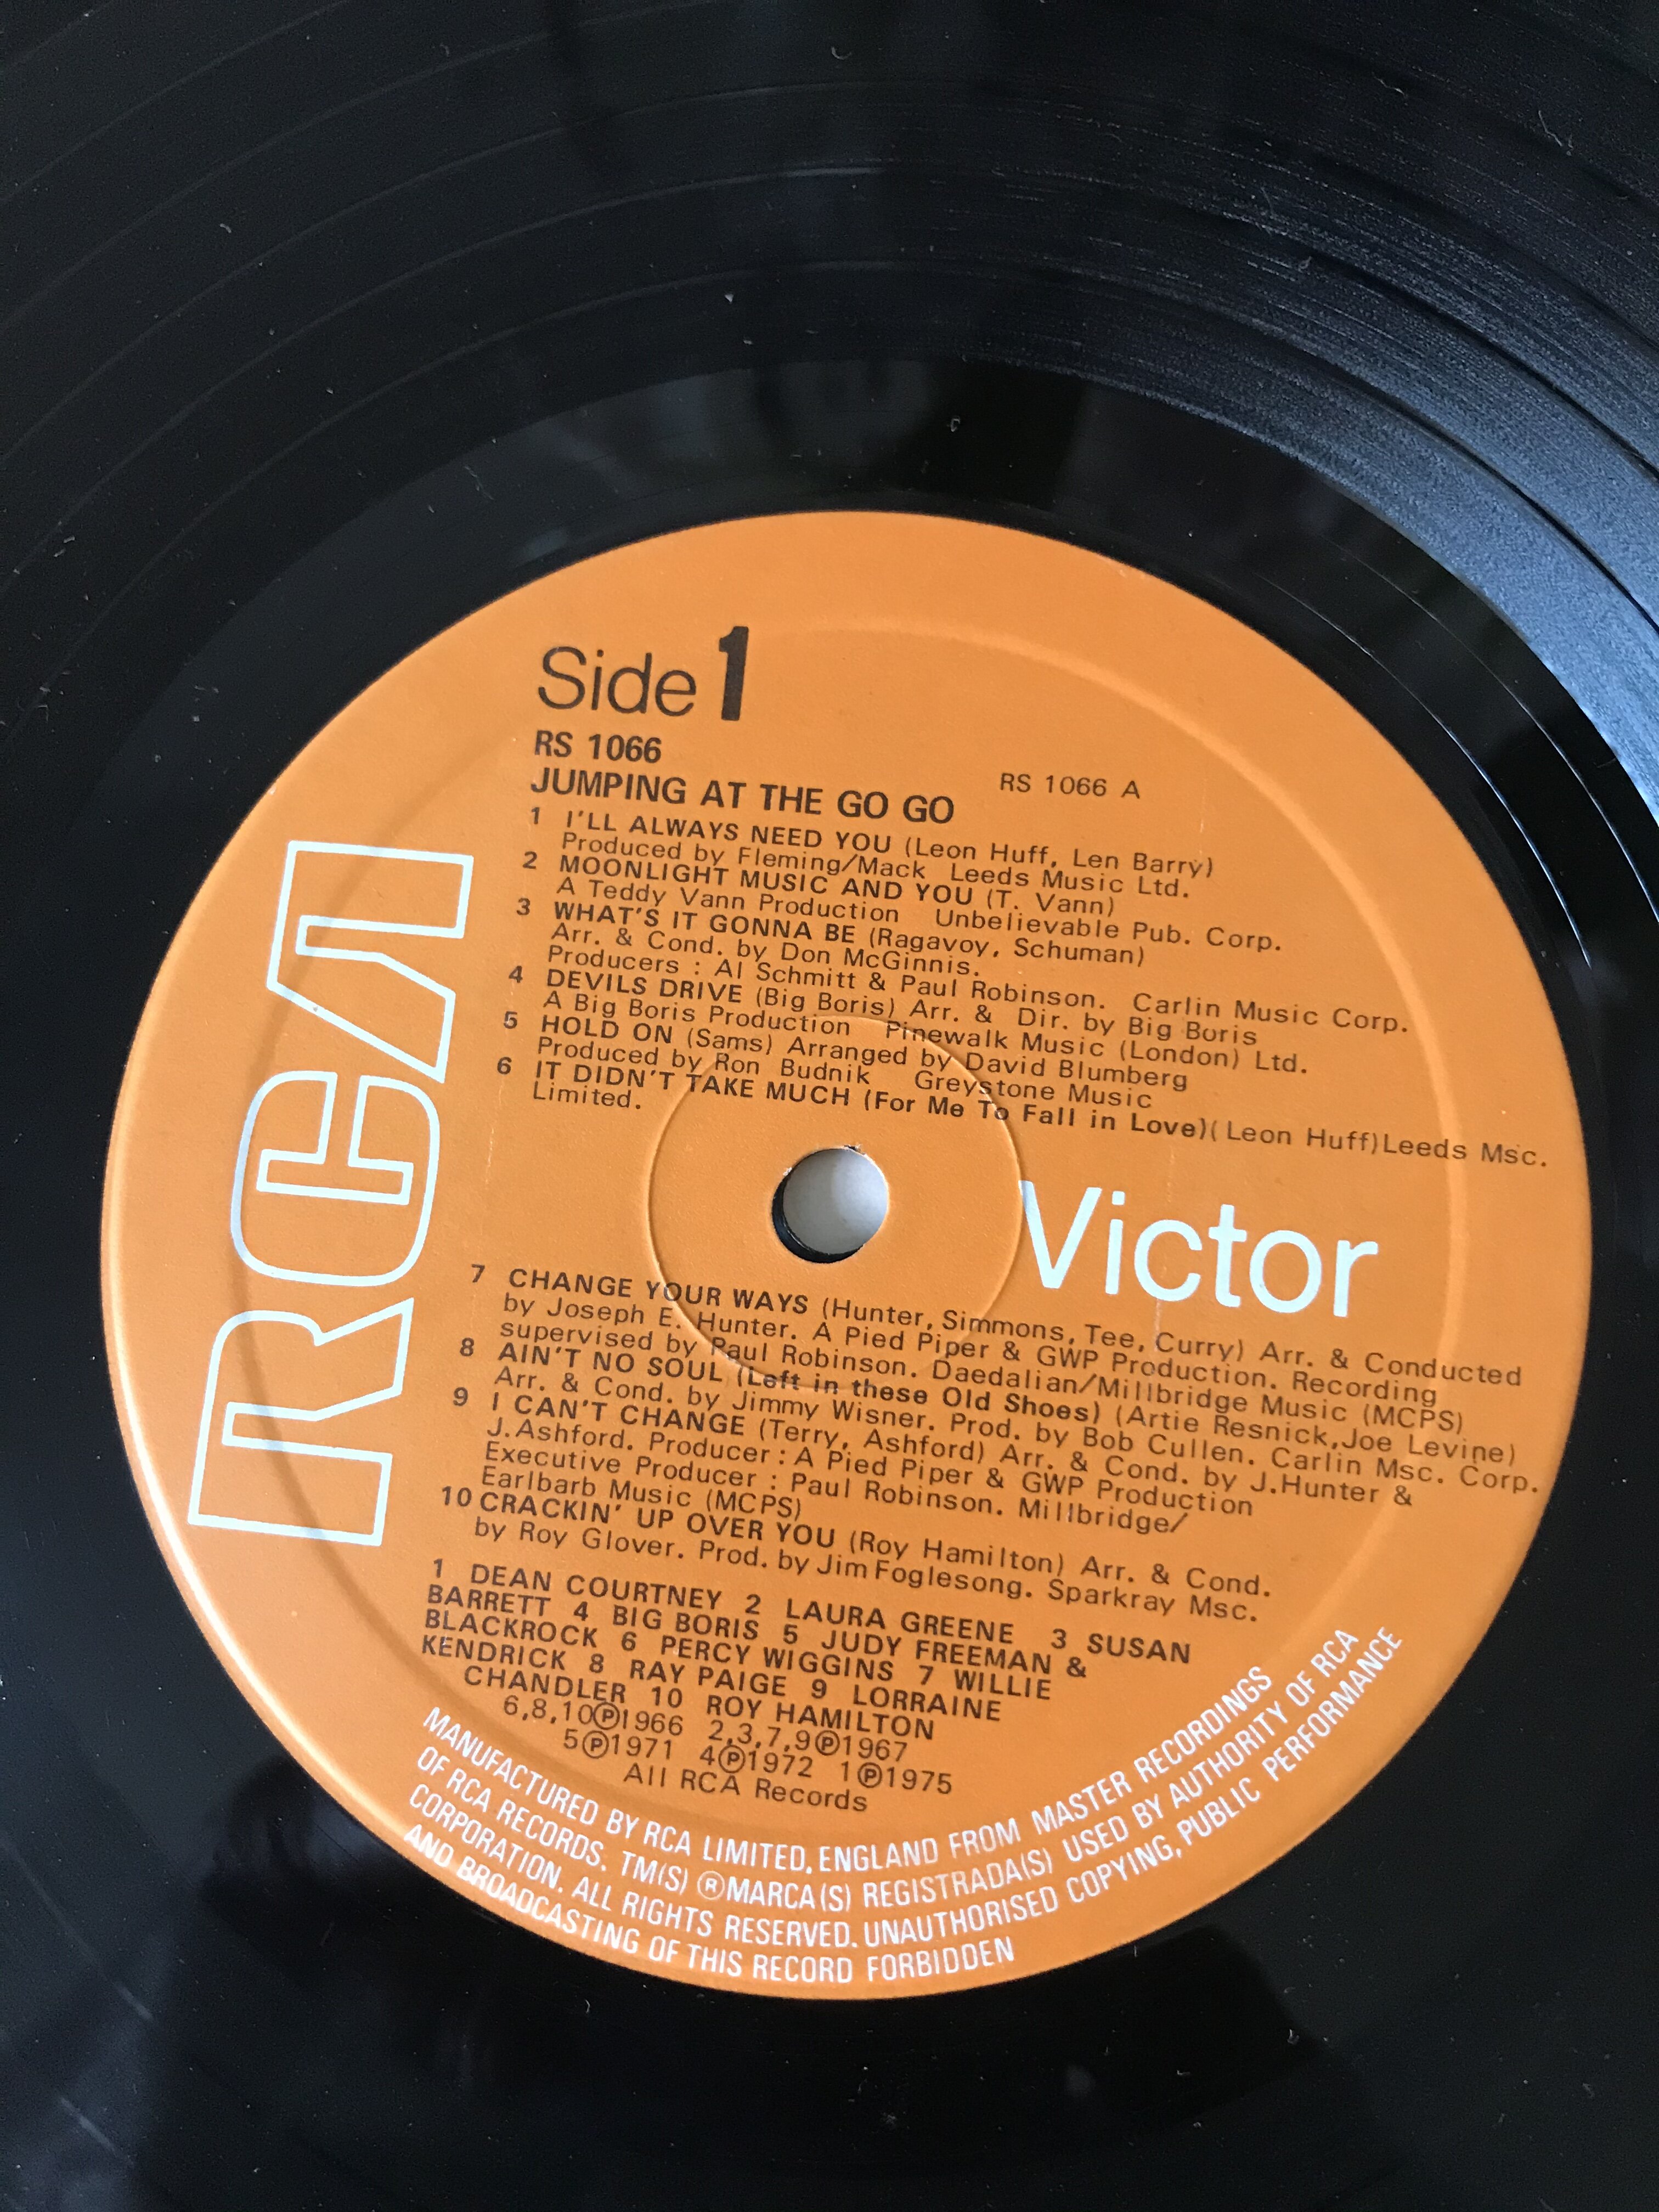 Side 1
RS 1066
RS 1066 A
JUMPING AT THE GO GO
1 I'LL ALWAYS NEED YOU (Leon Huff, Len Barry)
Produced by Fleming/Mack Leeds Music Ltd.
2 MOONLIGHT MUSIC AND YOU (T. Vann)
A Teddy Vann Production Unbelievable Pub. Corp.
3 WHAT'S IT GONNA BE (Ragavoy, Schuman)
Arr. & Cond. by Don McGinnis.
Producers : Al Schmitt & Paul Robinson. Carlin Music Corp.
4 DEVILS DRIVE (Big Boris) Arr. & Dir. by Big Boris
A Big Boris Production Pinewalk Music (London) Ltd.
5 HOLD ON (Sams) Arranged by David Blumberg
Produced by Ron Budnik Greystone Music
6 IT DIDN'T TAKE MUCH (For Me To Fall in Love)(Leon Huff)Leeds Msc.
Limited.
RCA
Victor
7 CHANGE YOUR WAYS (Hunter, Simmons, Tee, Curry) Arr. & Conducted
by Joseph E. Hunter. A Pied Piper & GWP Production. Recording
supervised by Paul Robinson. Daedalian/Millbridge Music (MCPS)
8 AIN'T NO SOUL (Left in these Old Shoes) (Artie Resnick,Joe Levine)
Arr. & Cond. by Jimmy Wisner. Prod. by Bob Cullen. Carlin Msc. Corp.
9 I CAN'T CHANGE (Terry, Ashford) Arr. & Cond. by J.Hunter &
J.Ashford. Producer : A Pied Piper & GWP Production
Executive Producer : Paul Robinson. Millbridge/
Earlbarb Music (MCPS)
10 CRACKIN' UP OVER YOU (Roy Hamilton) Arr. & Cond.
by Roy Glover. Prod. by Jim Foglesong. Sparkray Msc.
1 DEAN COURTNEY 2 LAURA GREENE 3 SUSAN
BARRETT 4 BIG BORIS 5 JUDY FREEMAN &
BLACKROCK 6 PERCY WIGGINS 7 WILLIE
KENDRICK 8 RAY PAIGE 9 LORRAINE
CHANDLER 10 ROY HAMILTON
6,8,10Ⓟ1966 2,3,7,9Ⓟ1967
5Ⓟ1971 4Ⓟ1972 1Ⓟ1975
All RCA Records
MANUFACTURED BY RCA LIMITED, ENGLAND FROM MASTER RECORDINGS
OF RCA RECORDS. TM(S) ® MARCA(S) REGISTRADA(S) USED BY AUTHORITY OF RCA
CORPORATION. ALL RIGHTS RESERVED. UNAUTHORISED COPYING, PUBLIC PERFORMANCE
AND BROADCASTING OF THIS RECORD FORBIDDEN